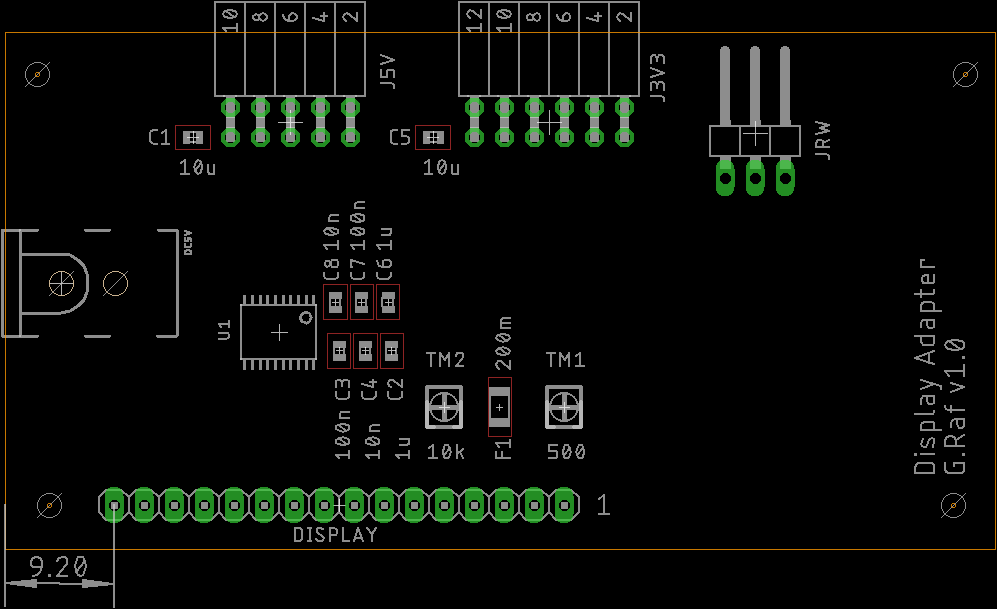 10 8 6 4 2
J5V
12 10 8 6 4 2
J3V3
C1
10u
C5
10u
JRW
DC5V
C8 10n
C7 100n
C6 1u
U1
C3
100n
C4
10n
C2
1u
TM2
10k
200m
F1
TM1
500
Display Adapter
G.Raf v1.0
1
DISPLAY
9.20